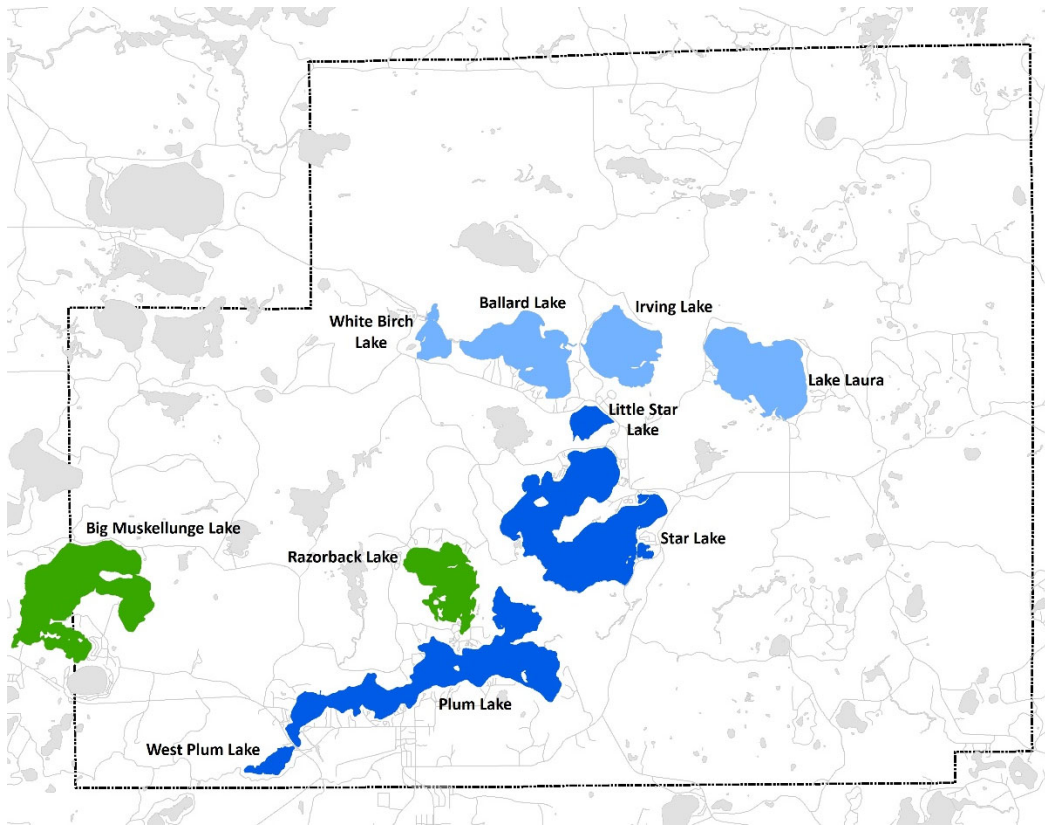 Ballard Lake
Irving Lake
White Birch
Lake
Lake Laura
Little Star
Lake
Big Muskellunge Lake
Razorback Lake
Star Lake
Plum Lake
West Plum Lake